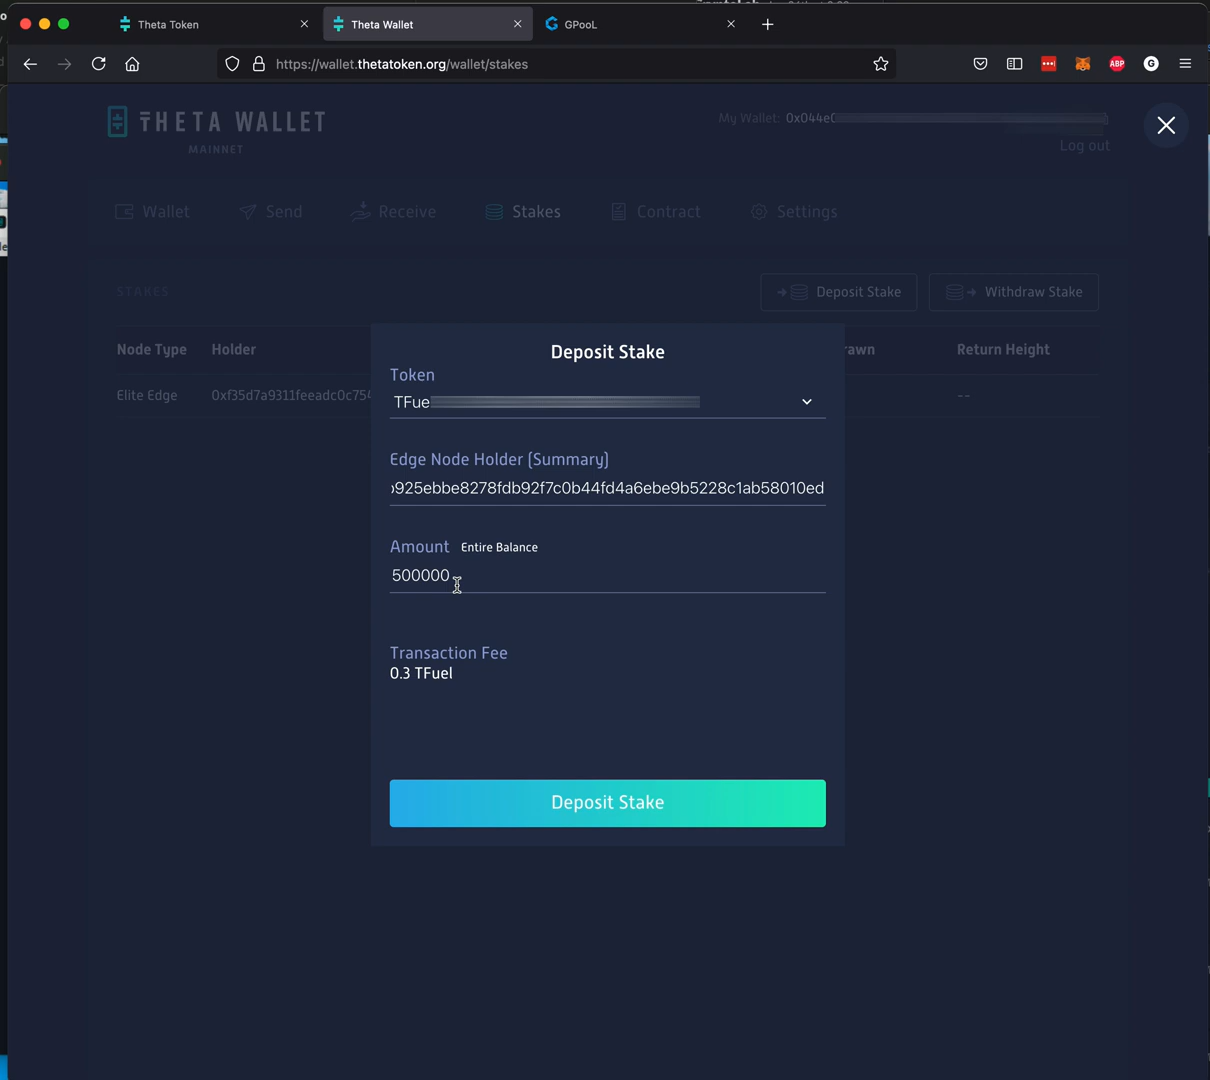 Theta Token
Theta Wallet
GPooL
https://wallet.thetatoken.org/wallet/stakes
ABP
G
THETA WALLET
MAINNET
My Wallet: 0x044e
Log out
Wallet
Send
Receive
Stakes
Contract
Settings
STAKES
Deposit Stake
Withdraw Stake
Node Type
Holder
rawn
Return Height
Elite Edge
0xf35d7a9311feeadc0c754
--
Deposit Stake
Token
TFue
Edge Node Holder (Summary)
925ebbe8278fdb92f7c0b44fd4a6ebe9b5228c1ab58010ed
Amount
Entire Balance
500000
Transaction Fee
0.3 TFuel
Deposit Stake